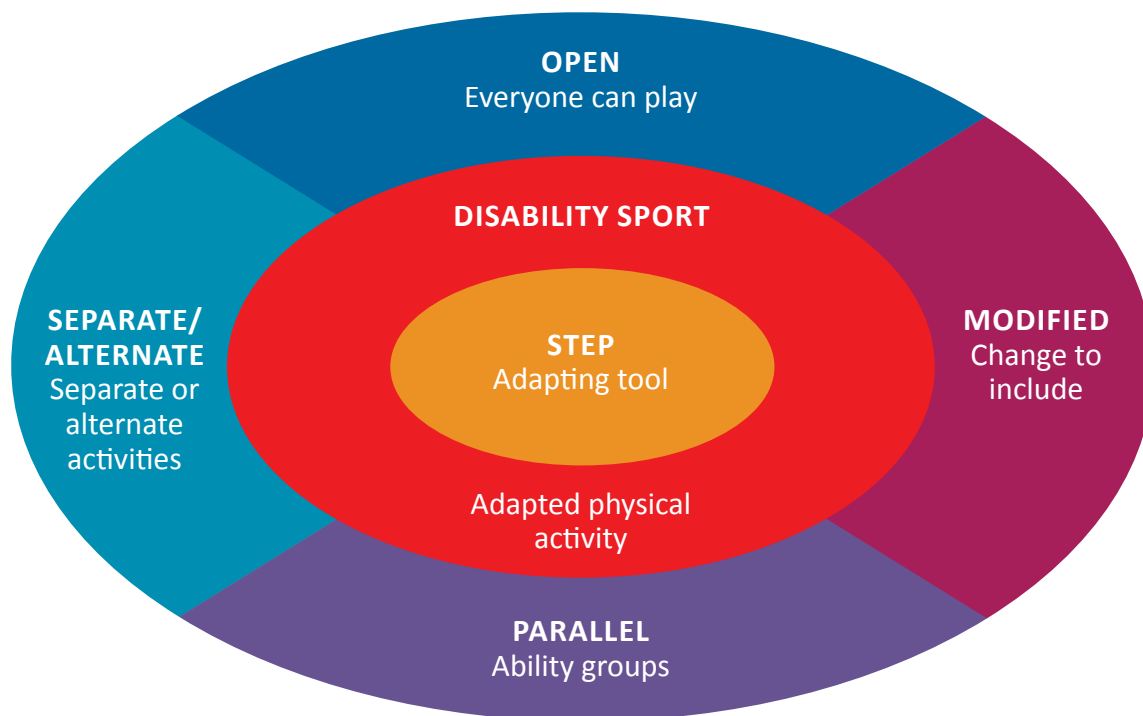 OPEN
Everyone can play
DISABILITY SPORT
SEPARATE/
ALTERNATE
Separate or
alternate
activities
STEP
Adapting tool
MODIFIED
Change to
include
Adapted physical
activity
PARALLEL
Ability groups